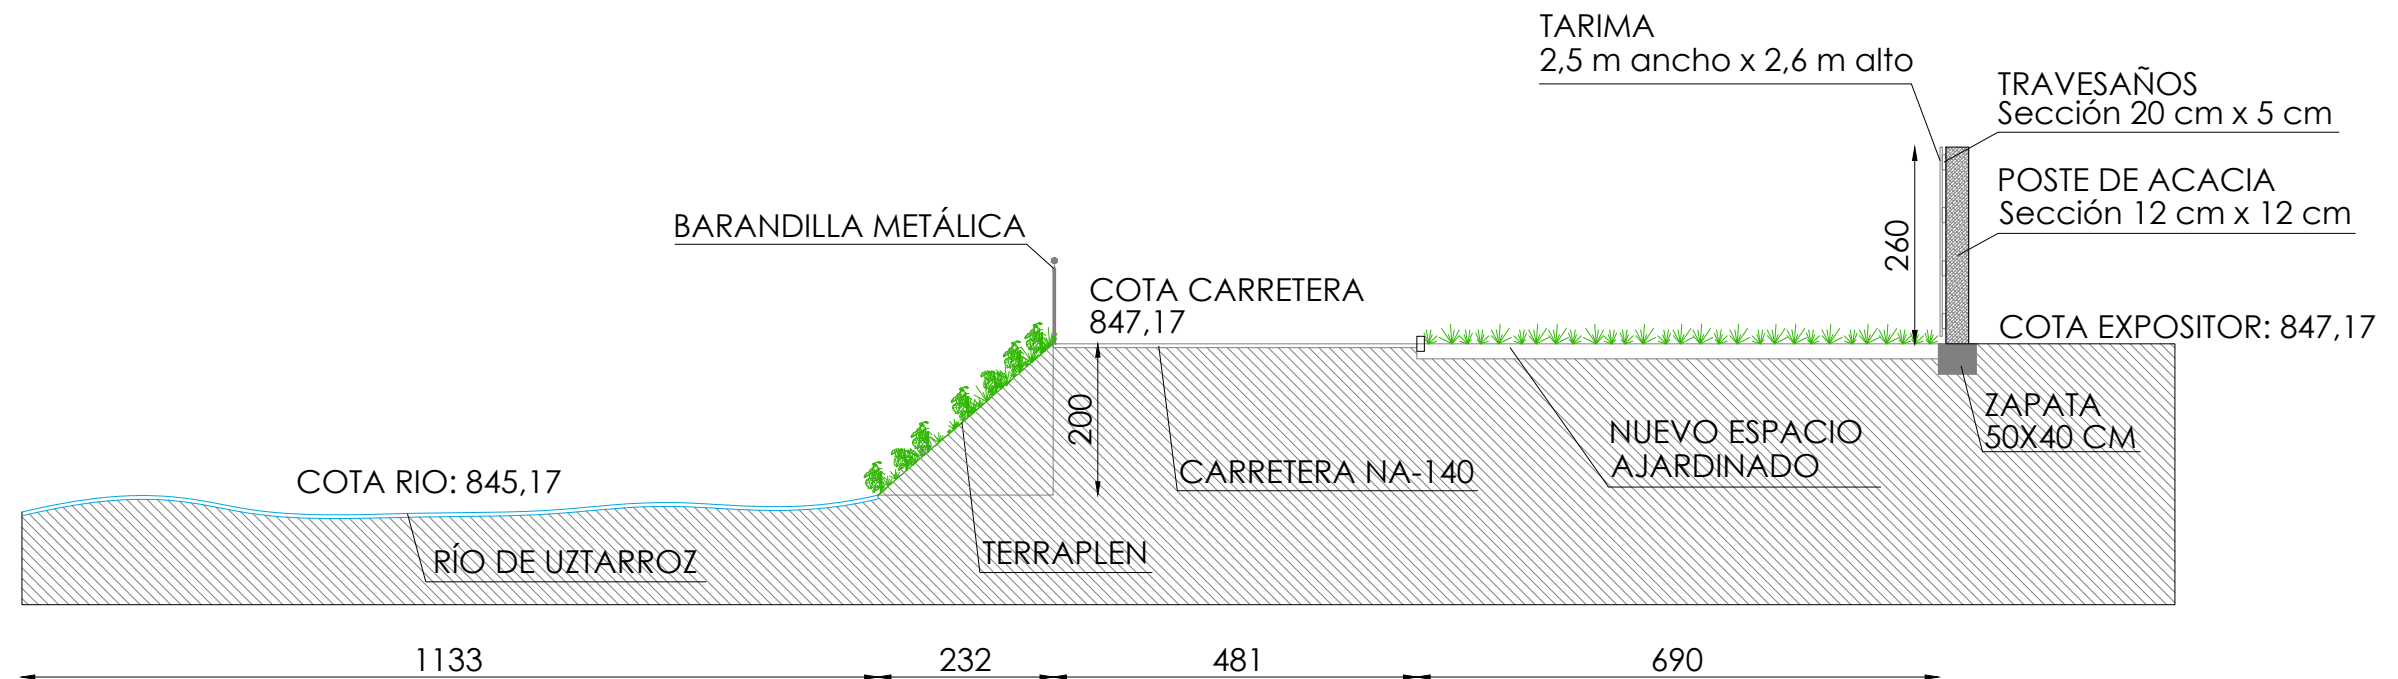 TARIMA
2,5 m ancho x 2,6 m alto
TRAVESAÑOS
Sección 20 cm x 5 cm
POSTE DE ACACIA
Sección 12 cm x 12 cm
BARANDILLA METÁLICA
260
COTA CARRETERA
847,17
COTA EXPOSITOR: 847,17
200
ZAPATA
50X40 CM
NUEVO ESPACIO
AJARDINADO
CARRETERA NA-140
COTA RIO: 845,17
TERRAPLEN
RÍO DE UZTARROZ
1133
232
481
690